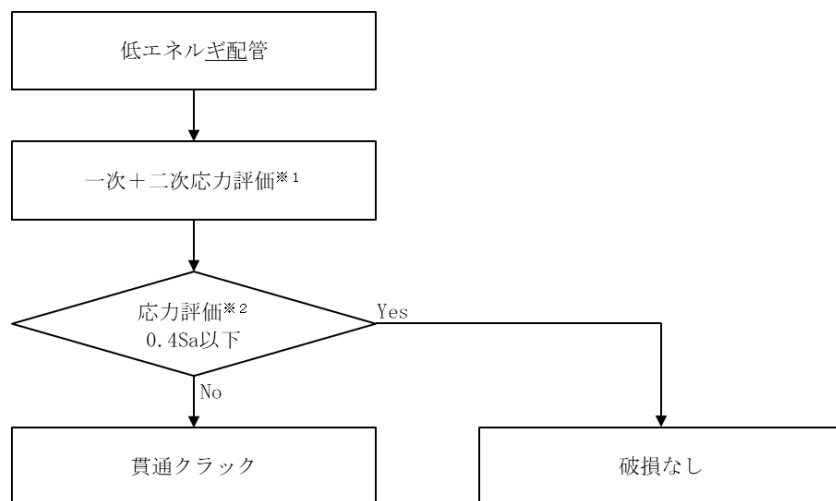 低エネルギ配管
一次＋二次応力評価※1
応力評価※2
0.4Sa以下
Yes
No
貫通クラック
破損なし